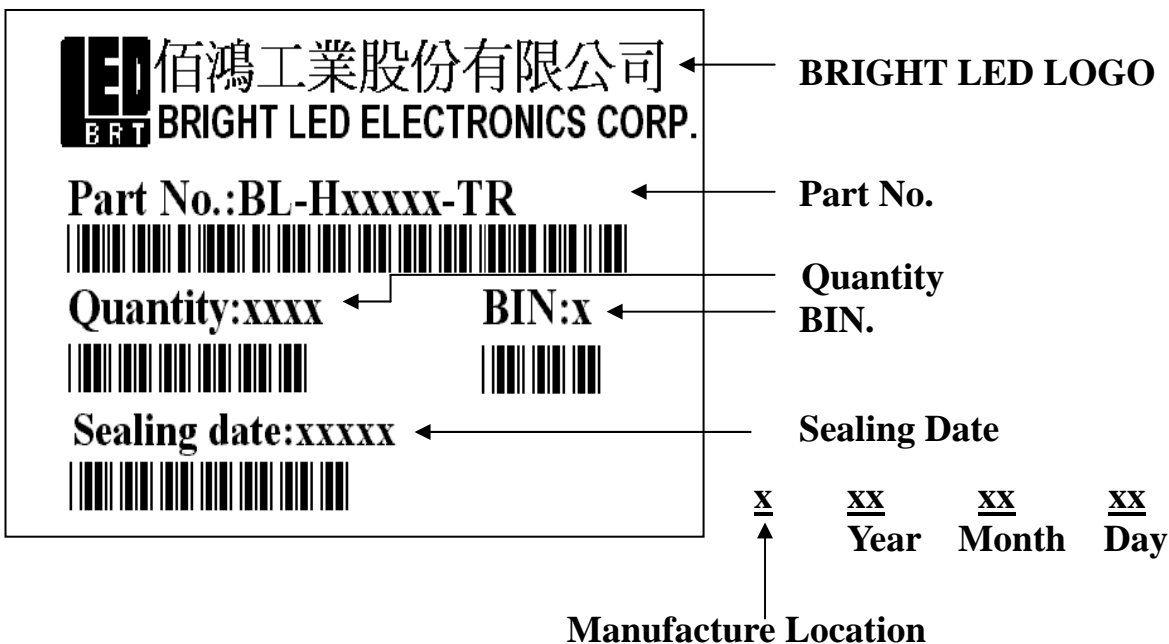 LED
BRT
佰鴻工業股份有限公司
BRIGHT LED ELECTRONICS CORP.
BRIGHT LED LOGO
Part No.:BL-Hxxxxx-TR
Part No.
Quantity:xxxx
BIN:x
Quantity
BIN.
Sealing date:xxxxx
Sealing Date
x xx xx xx
Year Month Day
Manufacture Location